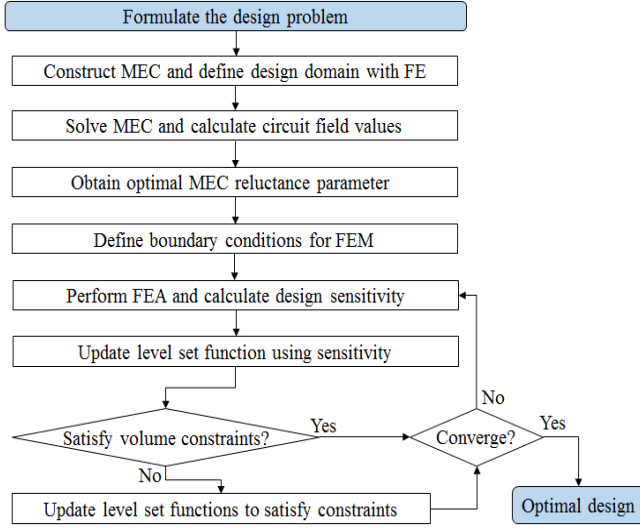 Formulate the design problem
Construct MEC and define design domain with FE
Solve MEC and calculate circuit field values
Obtain optimal MEC reluctance parameter
Define boundary conditions for FEM
Perform FEA and calculate design sensitivity
Update level set function using sensitivity
Satisfy volume constraints?
Yes
Converge?
No
Yes
No
Update level set functions to satisfy constraints
Optimal design